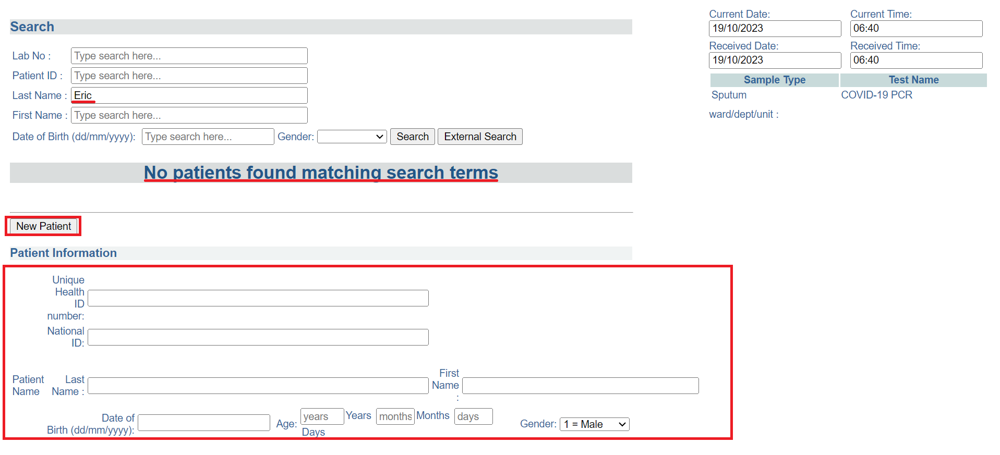 Search
Lab No : Type search here...
Patient ID : Type search here...
Last Name : Eric
First Name : Type search here...
Date of Birth (dd/mm/yyyy): Type search here... Gender: Search External Search
No patients found matching search terms
New Patient
Patient Information
Unique
Health
ID
number:
National
ID:
Patient
Name
Last
Name :
First
Name
:
Date of
Birth (dd/mm/yyyy):
Age: years Years months Months days
Days
Gender: 1 = Male
Current Date: Current Time:
19/10/2023 06:40
Received Date: Received Time:
19/10/2023 06:40
Sample Type Test Name
Sputum COVID-19 PCR
ward/dept/unit :